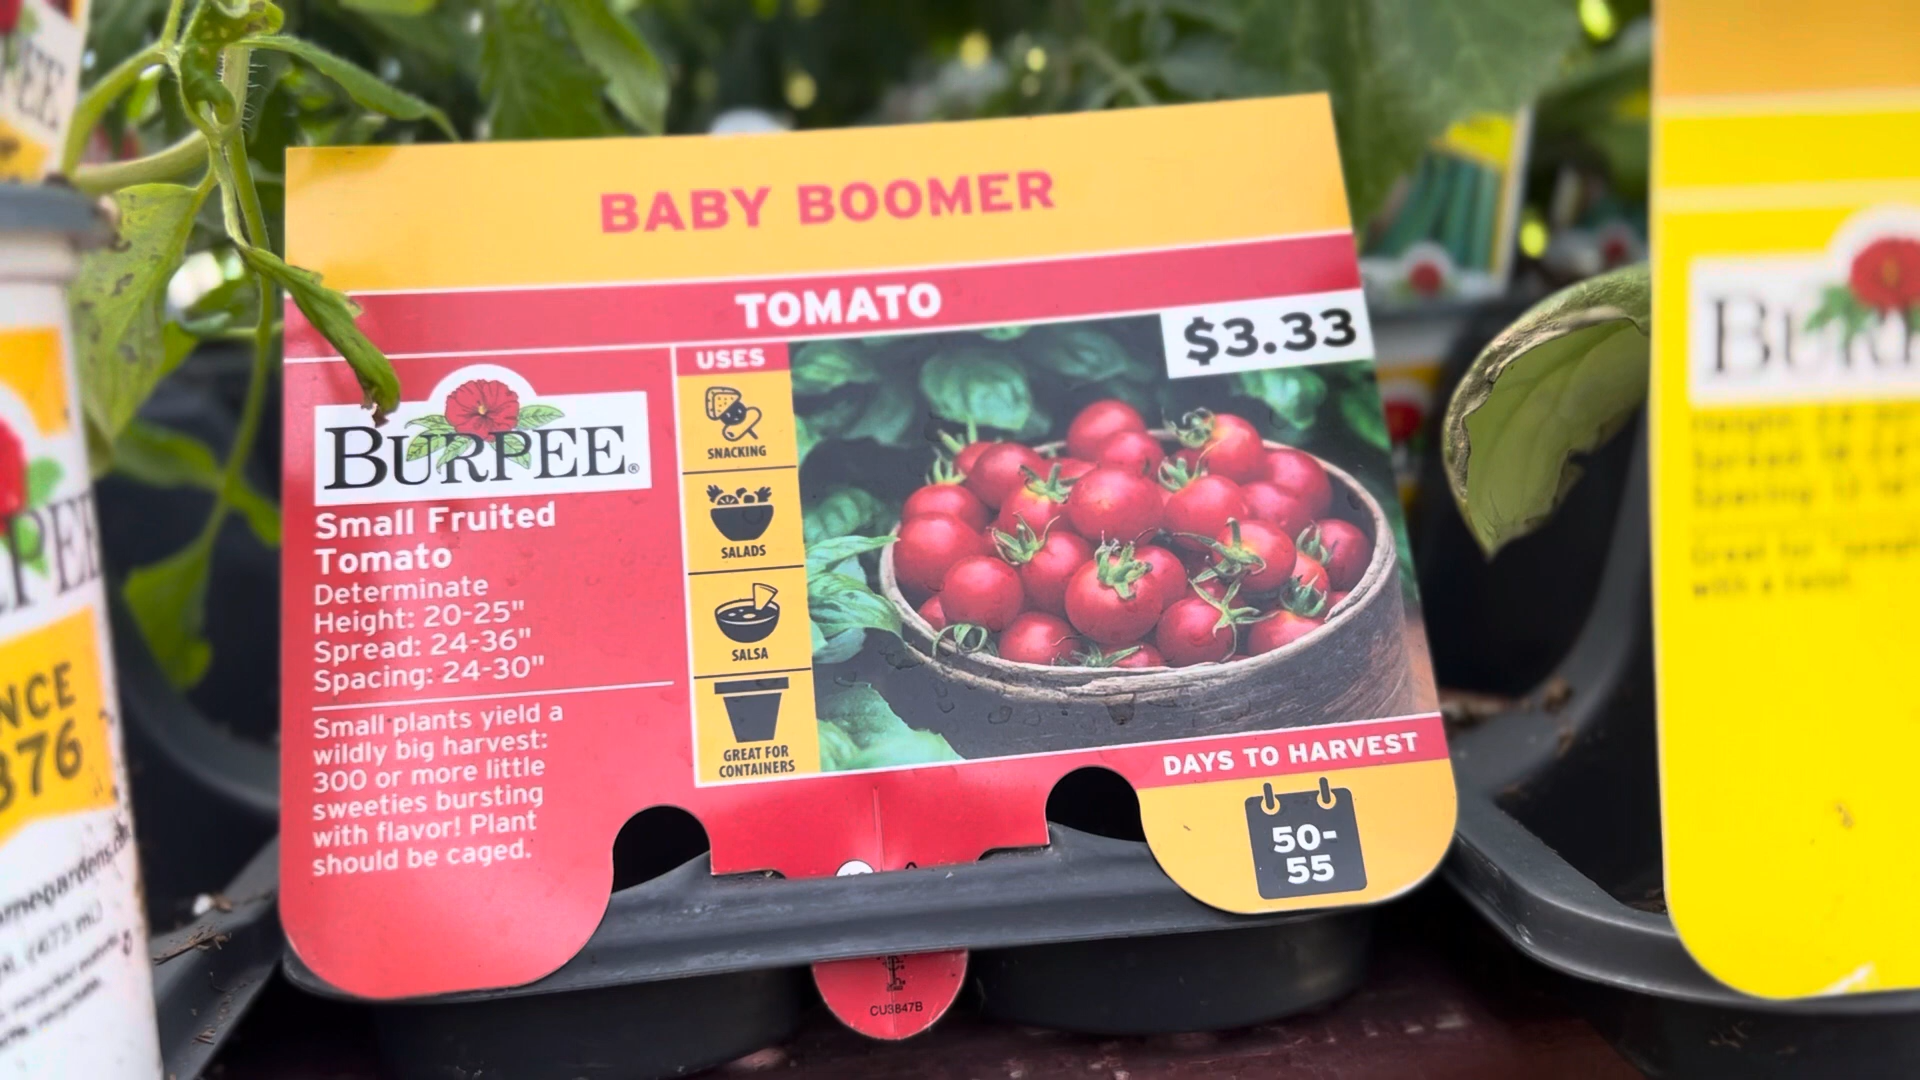 BABY BOOMER
TOMATO
$3.33
BURPEE®
Small Fruited
Tomato
Determinate
Height: 20-25"
Spread: 24-36"
Spacing: 24-30"
Small plants yield a
wildly big harvest:
300 or more little
sweeties bursting
with flavor! Plant
should be caged.
USES
SNACKING
SALADS
SALSA
GREAT FOR
CONTAINERS
DAYS TO HARVEST
50-
55
CU3847B
PEE
NCE
876